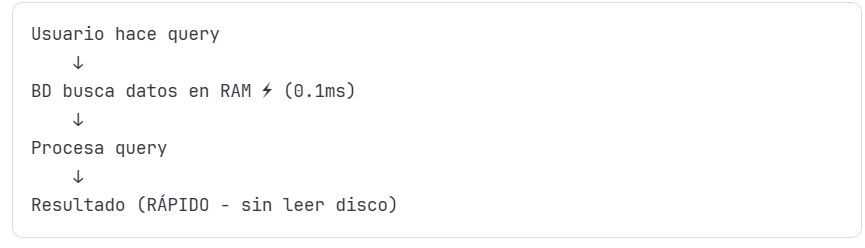 Usuario hace query
↓
BD busca datos en RAM ⚡ (0.1ms)
↓
Procesa query
↓
Resultado (RÁPIDO - sin leer disco)